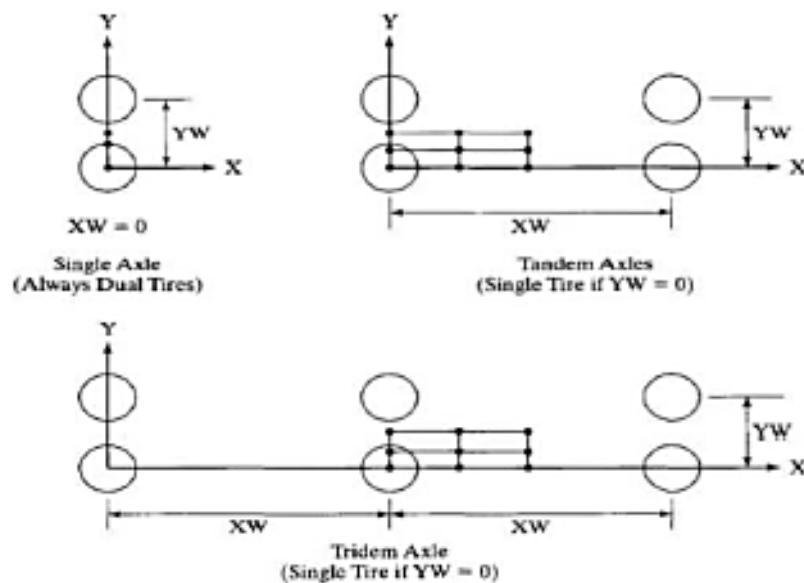 Y
YW
X
XW = 0
Single Axle
(Always Dual Tires)
Y
YW
X
XW
Tandem Axles
(Single Tire if YW = 0)
Y
YW
X
XW
XW
Tridem Axle
(Single Tire if YW = 0)